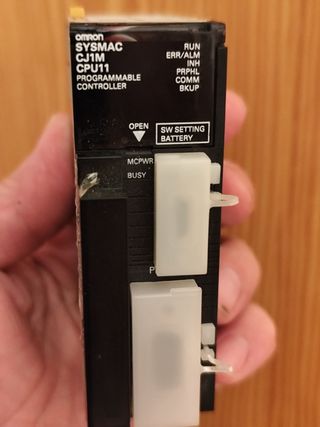 OMRON
SYSMAC
CJ1M
CPU11
PROGRAMMABLE
CONTROLLER
RUN
ERR/ALM
INH
PRPHL
COMM
BKUP
OPEN
SW SETTING
BATTERY
MCPWR
BUSY
P